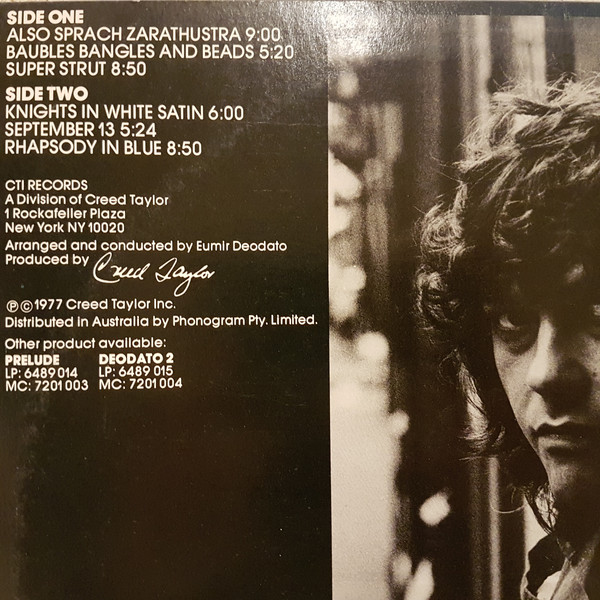 SIDE ONE
ALSO SPRACH ZARATHUSTRA 9:00
BAUBLES BANGLES AND BEADS 5:20
SUPER STRUT 8:50
SIDE TWO
KNIGHTS IN WHITE SATIN 6:00
SEPTEMBER 13 5:24
RHAPSODY IN BLUE 8:50
CTI RECORDS
A Division of Creed Taylor
1 Rockafeller Plaza
New York NY 10020
Arranged and conducted by Eumir Deodato
Produced by Creed Taylor
℗©1977 Creed Taylor Inc.
Distributed in Australia by Phonogram Pty. Limited.
Other product available:
PRELUDE DEODATO 2
LP: 6489 014 LP: 6489 015
MC: 7201 003 MC: 7201 004